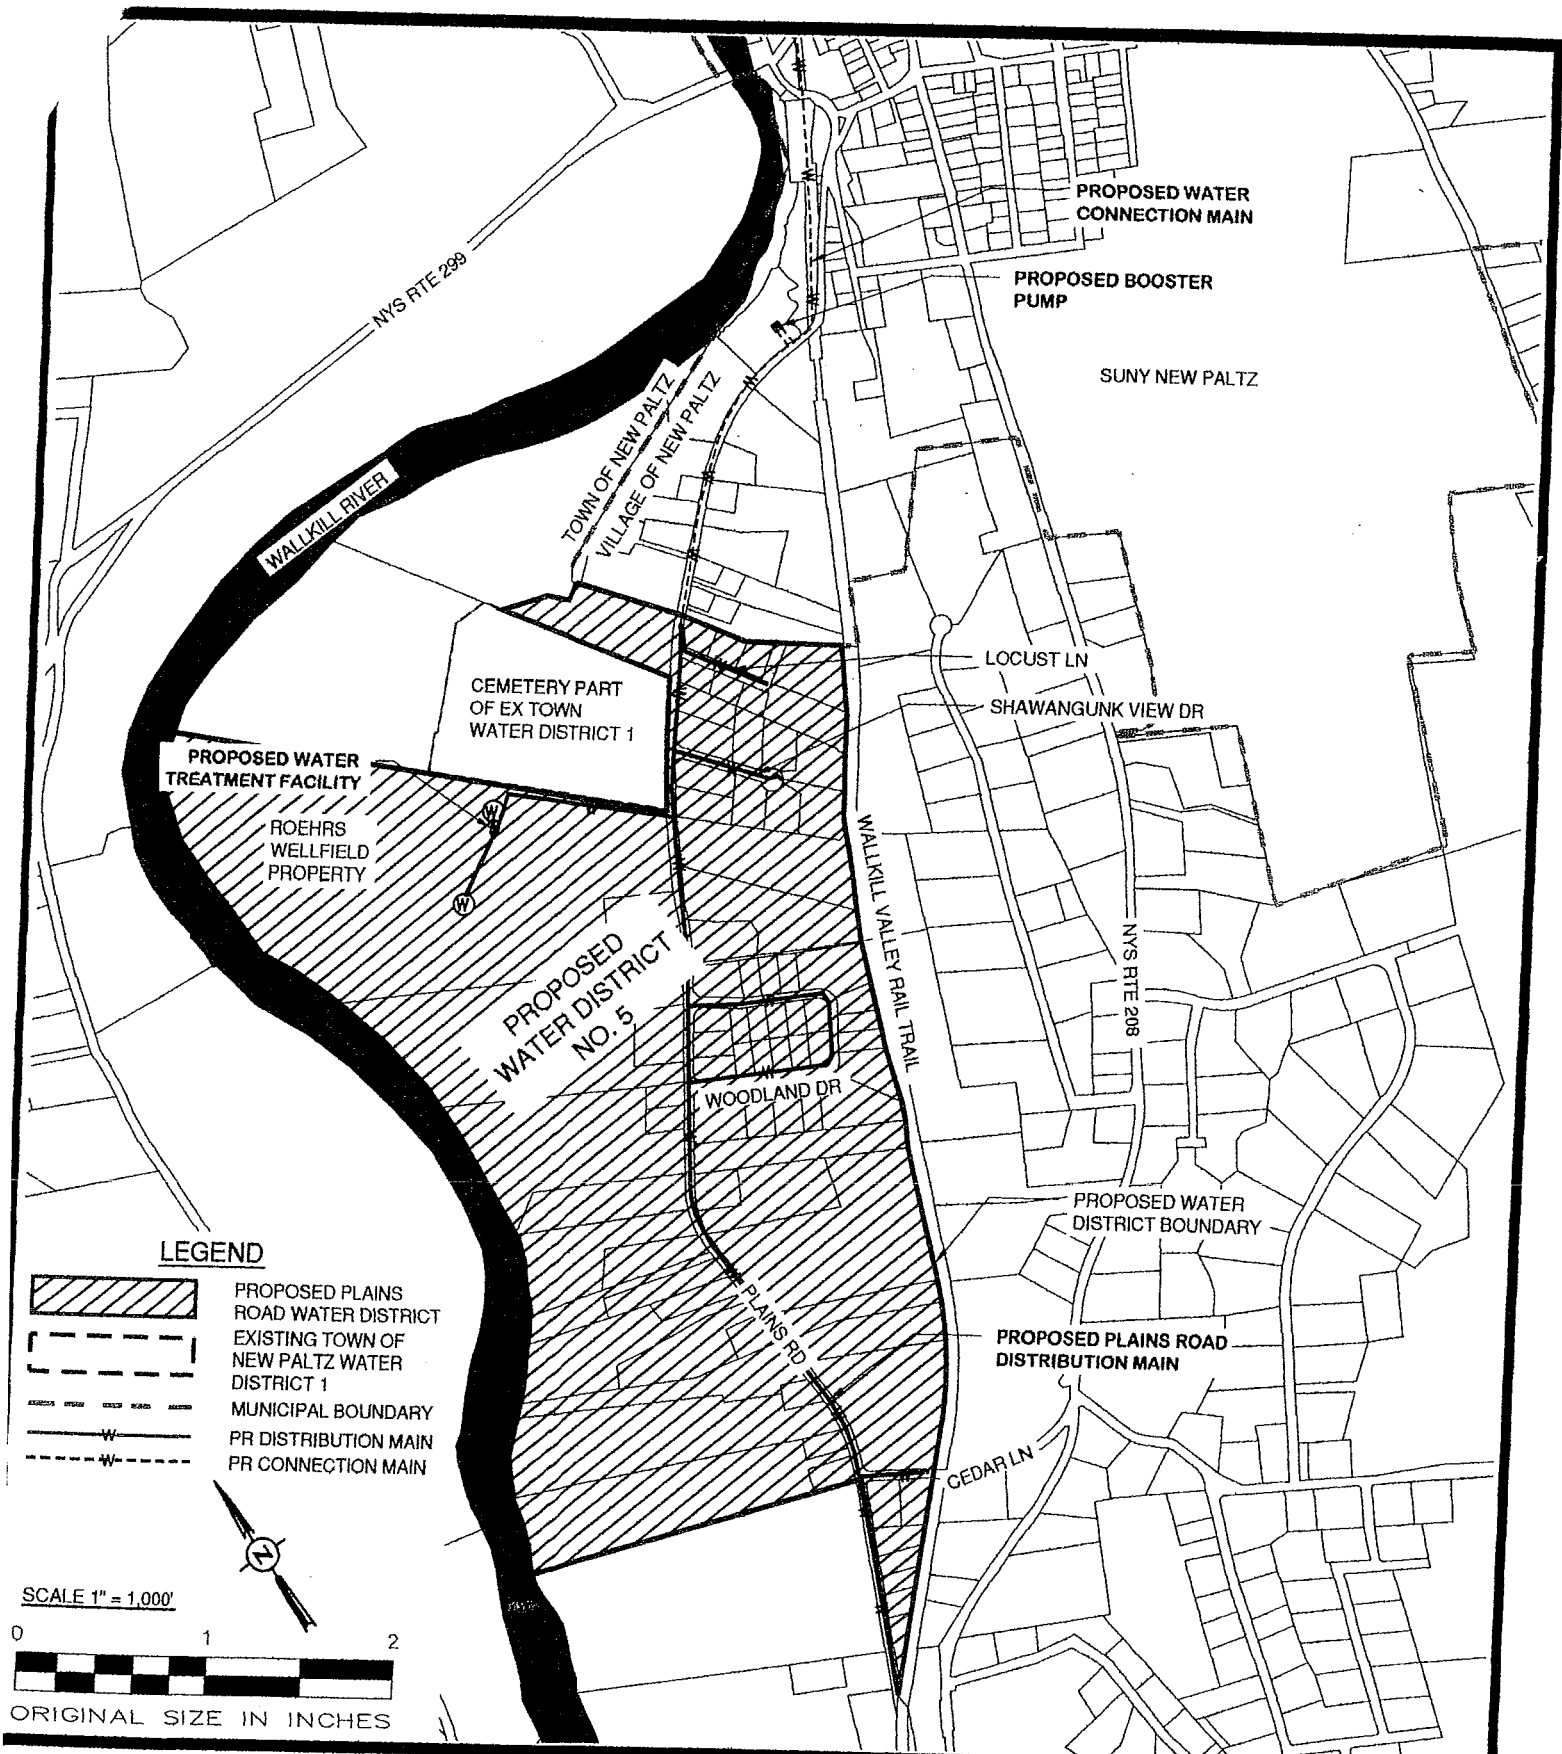 PROPOSED WATER
CONNECTION MAIN
PROPOSED BOOSTER
PUMP
NYS RTE 299
SUNY NEW PALTZ
TOWN OF NEW PALTZ
VILLAGE OF NEW PALTZ
WALLKILL RIVER
LOCUST LN
CEMETERY PART
OF EX TOWN
WATER DISTRICT 1
SHAWANGUNK VIEW DR
PROPOSED WATER
TREATMENT FACILITY
ROEHRS
WELLFIELD
PROPERTY
W
W
WALLKILL VALLEY RAIL TRAIL
NYS RTE 208
PROPOSED
WATER DISTRICT
NO. 5
WOODLAND DR
PROPOSED WATER
DISTRICT BOUNDARY
PLAINS RD
PROPOSED PLAINS ROAD
DISTRIBUTION MAIN
CEDAR LN
LEGEND
PROPOSED PLAINS
ROAD WATER DISTRICT
EXISTING TOWN OF
NEW PALTZ WATER
DISTRICT 1
MUNICIPAL BOUNDARY
W
PR DISTRIBUTION MAIN
W
PR CONNECTION MAIN
N
SCALE 1" = 1,000'
0 1 2
ORIGINAL SIZE IN INCHES